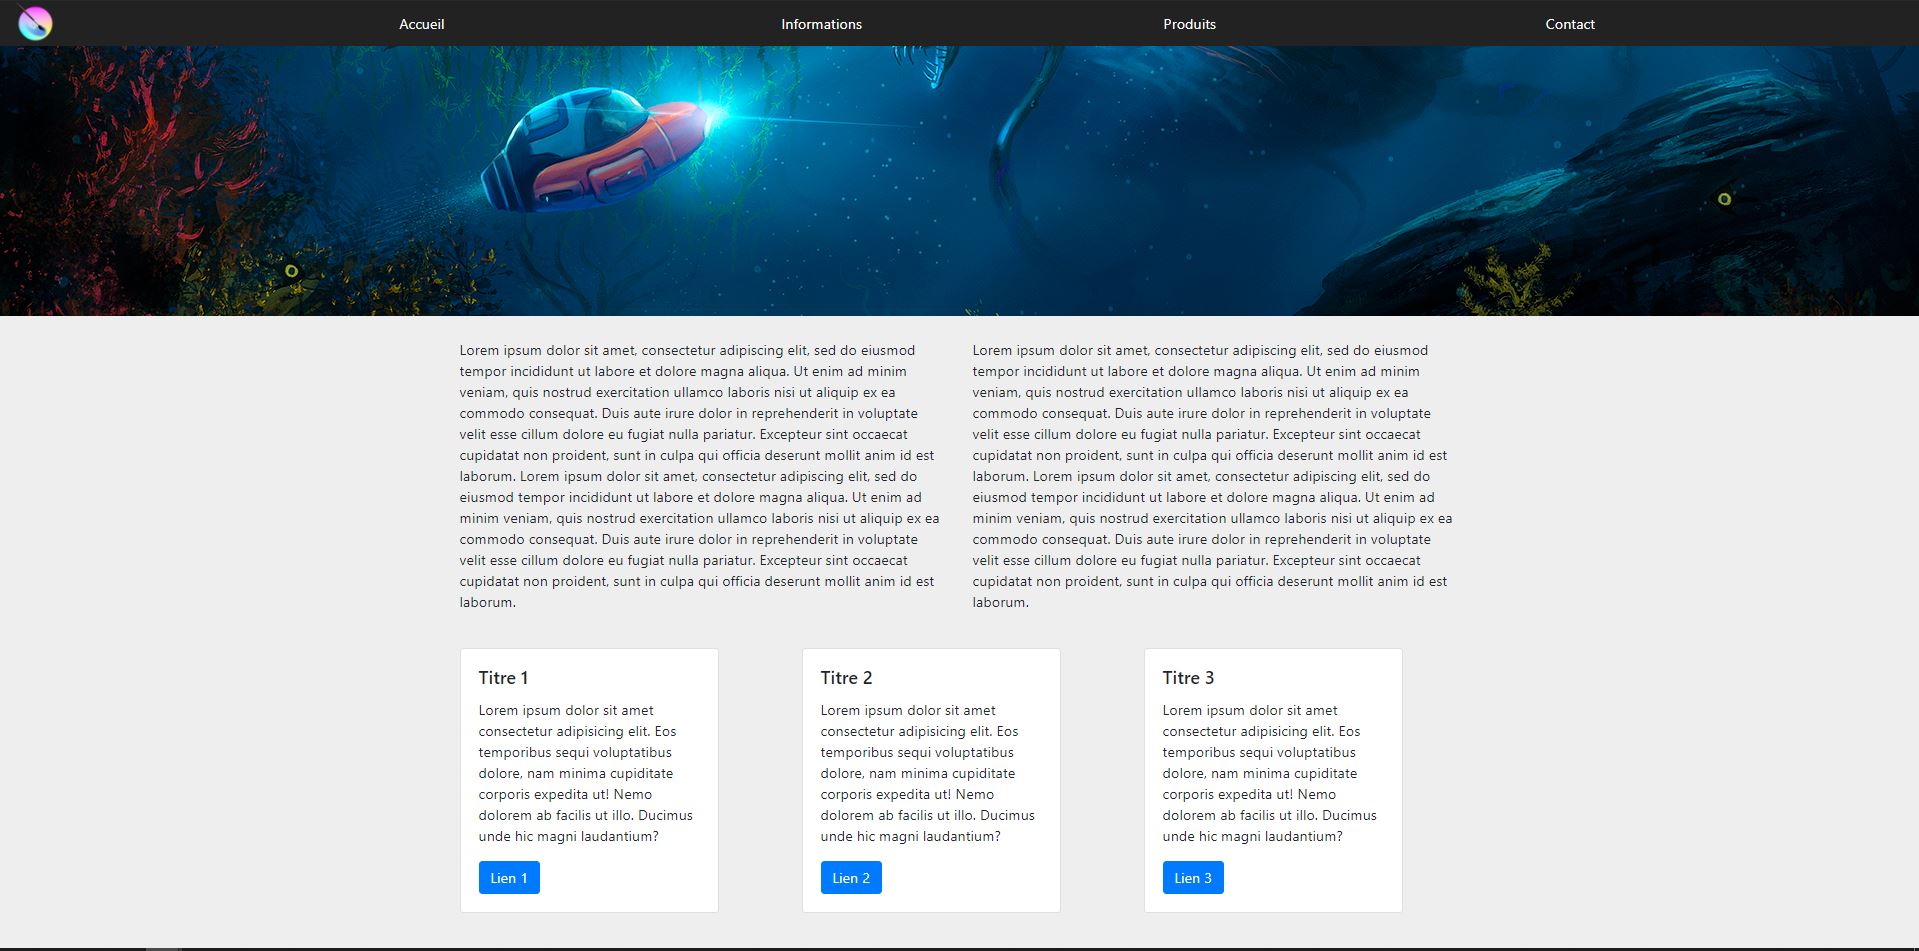 Accueil Informations Produits Contact
Lorem ipsum dolor sit amet, consectetur adipiscing elit, sed do eiusmod
tempor incididunt ut labore et dolore magna aliqua. Ut enim ad minim
veniam, quis nostrud exercitation ullamco laboris nisi ut aliquip ex ea
commodo consequat. Duis aute irure dolor in reprehenderit in voluptate
velit esse cillum dolore eu fugiat nulla pariatur. Excepteur sint occaecat
cupidatat non proident, sunt in culpa qui officia deserunt mollit anim id est
laborum. Lorem ipsum dolor sit amet, consectetur adipiscing elit, sed do
eiusmod tempor incididunt ut labore et dolore magna aliqua. Ut enim ad
minim veniam, quis nostrud exercitation ullamco laboris nisi ut aliquip ex ea
commodo consequat. Duis aute irure dolor in reprehenderit in voluptate
velit esse cillum dolore eu fugiat nulla pariatur. Excepteur sint occaecat
cupidatat non proident, sunt in culpa qui officia deserunt mollit anim id est
laborum.
Lorem ipsum dolor sit amet, consectetur adipiscing elit, sed do eiusmod
tempor incididunt ut labore et dolore magna aliqua. Ut enim ad minim
veniam, quis nostrud exercitation ullamco laboris nisi ut aliquip ex ea
commodo consequat. Duis aute irure dolor in reprehenderit in voluptate
velit esse cillum dolore eu fugiat nulla pariatur. Excepteur sint occaecat
cupidatat non proident, sunt in culpa qui officia deserunt mollit anim id est
laborum. Lorem ipsum dolor sit amet, consectetur adipiscing elit, sed do
eiusmod tempor incididunt ut labore et dolore magna aliqua. Ut enim ad
minim veniam, quis nostrud exercitation ullamco laboris nisi ut aliquip ex ea
commodo consequat. Duis aute irure dolor in reprehenderit in voluptate
velit esse cillum dolore eu fugiat nulla pariatur. Excepteur sint occaecat
cupidatat non proident, sunt in culpa qui officia deserunt mollit anim id est
laborum.
Titre 1
Lorem ipsum dolor sit amet
consectetur adipisicing elit. Eos
temporibus sequi voluptatibus
dolore, nam minima cupiditate
corporis expedita ut! Nemo
dolorem ab facilis ut illo. Ducimus
unde hic magni laudantium?
Lien 1
Titre 2
Lorem ipsum dolor sit amet
consectetur adipisicing elit. Eos
temporibus sequi voluptatibus
dolore, nam minima cupiditate
corporis expedita ut! Nemo
dolorem ab facilis ut illo. Ducimus
unde hic magni laudantium?
Lien 2
Titre 3
Lorem ipsum dolor sit amet
consectetur adipisicing elit. Eos
temporibus sequi voluptatibus
dolore, nam minima cupiditate
corporis expedita ut! Nemo
dolorem ab facilis ut illo. Ducimus
unde hic magni laudantium?
Lien 3